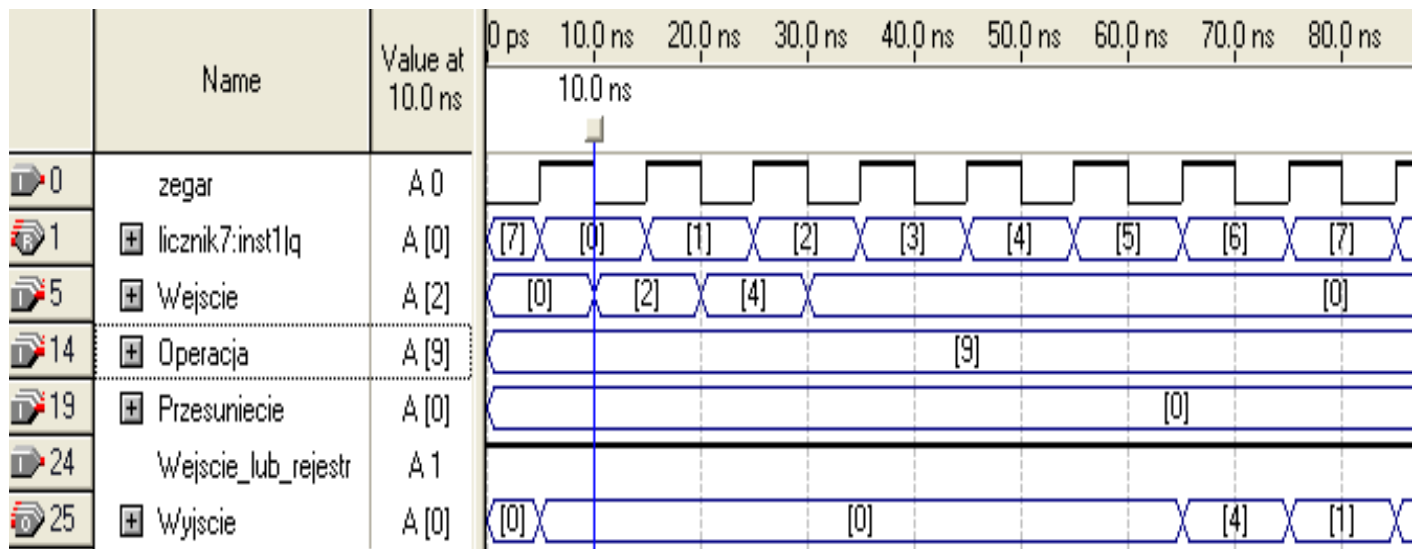 Name Value at 10.0 ns 0 ps 10.0 ns 20.0 ns 30.0 ns 40.0 ns 50.0 ns 60.0 ns 70.0 ns 80.0 ns
10.0 ns
0 zegar A 0
1 licznik7:inst1|q A [0] [7] [0] [1] [2] [3] [4] [5] [6] [7]
5 Wejscie A [2] [0] [2] [4] [0]
14 Operacja A [9] [9]
19 Przesuniecie A [0] [0]
24 Wejscie_lub_rejestr A 1
25 Wyjscie A [0] [0] [0] [4] [1]